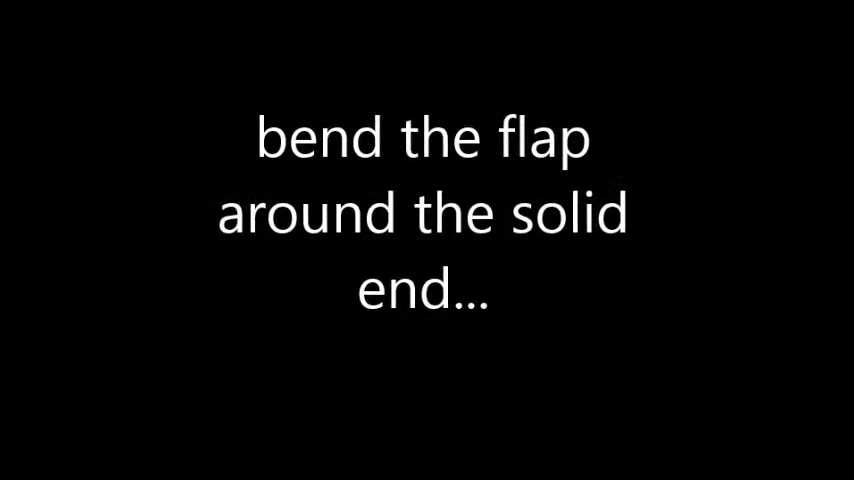 bend the flap
around the solid
end...